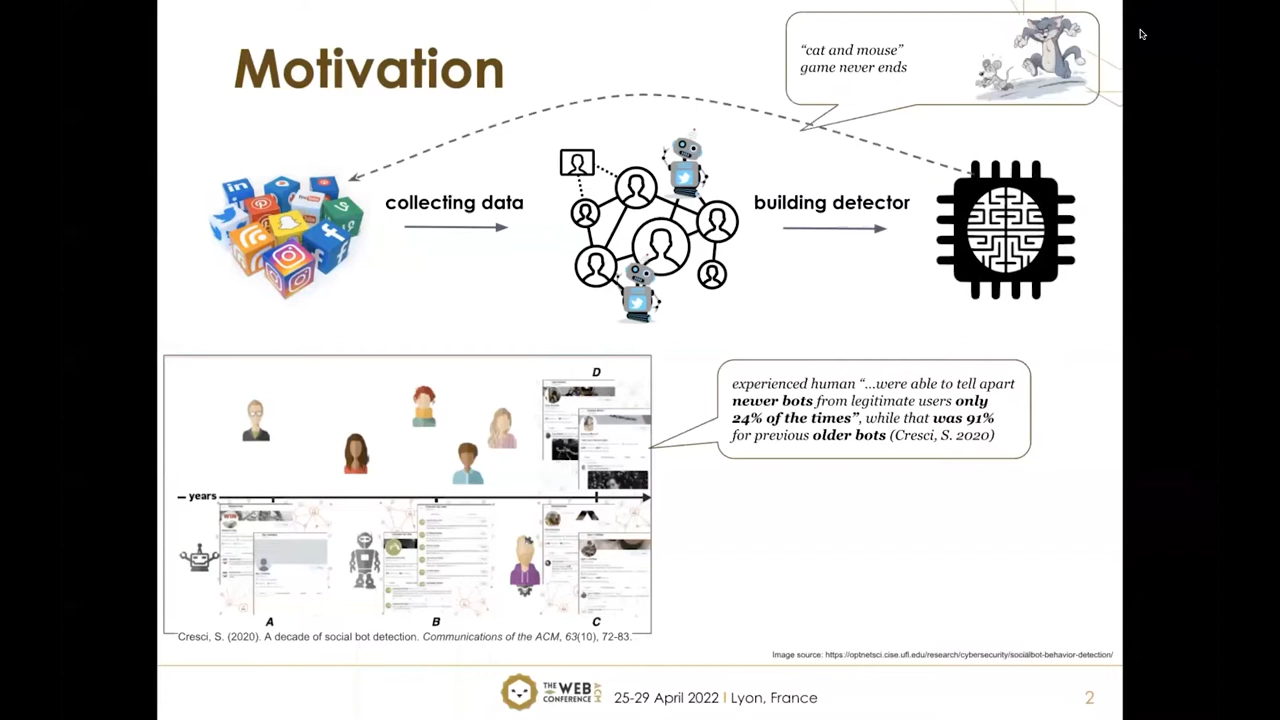 Motivation
"cat and mouse"
game never ends
collecting data
building detector
D
experienced human "...were able to tell apart
newer bots from legitimate users only
24% of the times", while that was 91%
for previous older bots (Cresci, S. 2020)
years
WIN
A
B
C
Cresci, S. (2020). A decade of social bot detection. Communications of the ACM, 63(10), 72-83.
Image source: https://optnetsci.cise.ufl.edu/research/cybersecurity/socialbot-behavior-detection/
THE WEB CONFERENCE ACM
25-29 April 2022 | Lyon, France
2